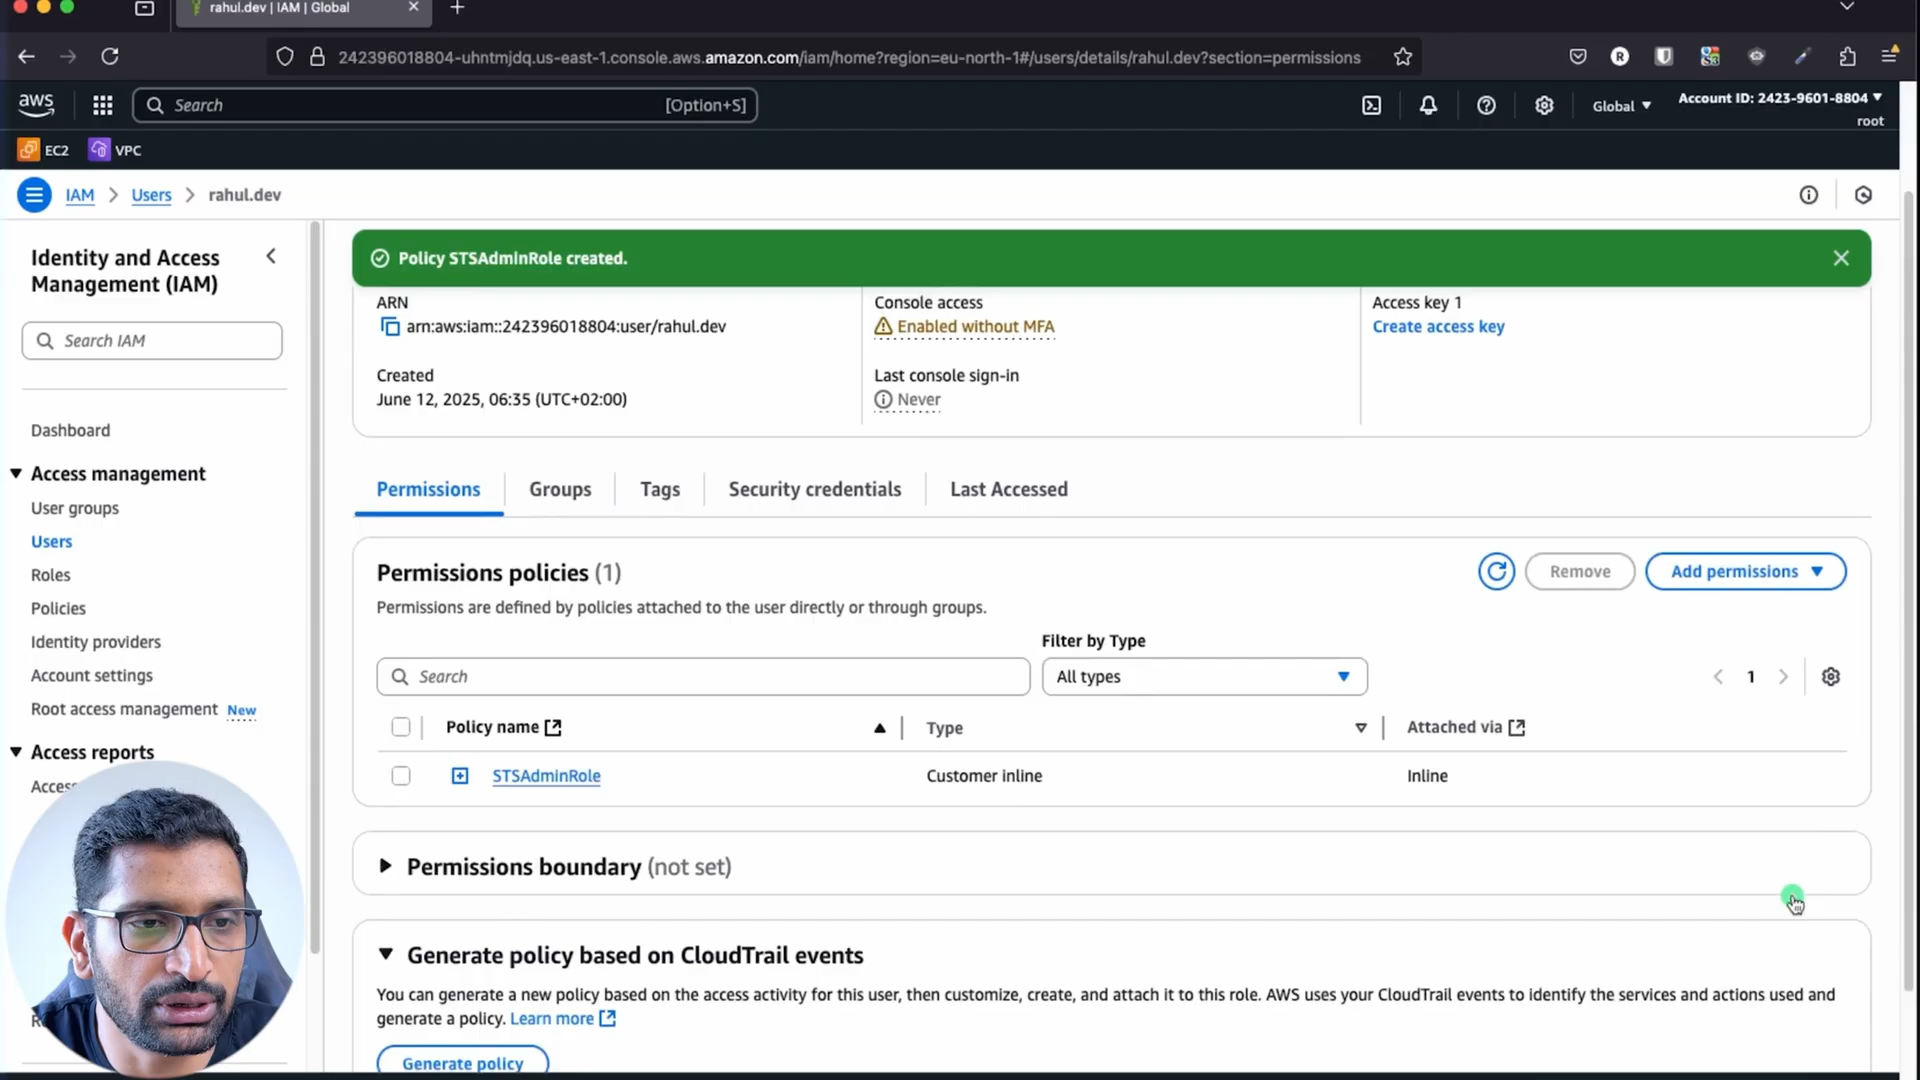 rahul.dev | IAM | Global
242396018804-uhntmjdq.us-east-1.console.aws.amazon.com/iam/home?region=eu-north-1#/users/details/rahul.dev?section=permissions
aws
Search [Option+S]
Global
Account ID: 2423-9601-8804
root
EC2 VPC
IAM Users rahul.dev
Identity and Access
Management (IAM)
Search IAM
Dashboard
Access management
User groups
Users
Roles
Policies
Identity providers
Account settings
Root access management New
Access reports
Policy STSAdminRole created.
ARN
arn:aws:iam::242396018804:user/rahul.dev
Created
June 12, 2025, 06:35 (UTC+02:00)
Console access
Enabled without MFA
Last console sign-in
Never
Access key 1
Create access key
Permissions Groups Tags Security credentials Last Accessed
Permissions policies (1)
Permissions are defined by policies attached to the user directly or through groups.
Remove
Add permissions
Filter by Type
Search
All types
1
Policy name Type Attached via
STSAdminRole Customer inline Inline
Permissions boundary (not set)
Generate policy based on CloudTrail events
You can generate a new policy based on the access activity for this user, then customize, create, and attach it to this role. AWS uses your CloudTrail events to identify the services and actions used and
generate a policy. Learn more
Generate policy